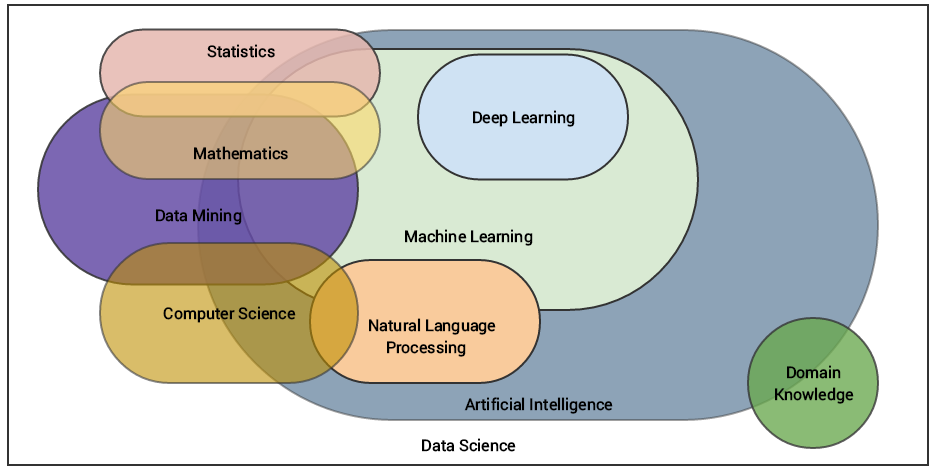 Statistics
Deep Learning
Mathematics
Data Mining
Machine Learning
Computer Science
Natural Language
Processing
Domain
Knowledge
Artificial Intelligence
Data Science